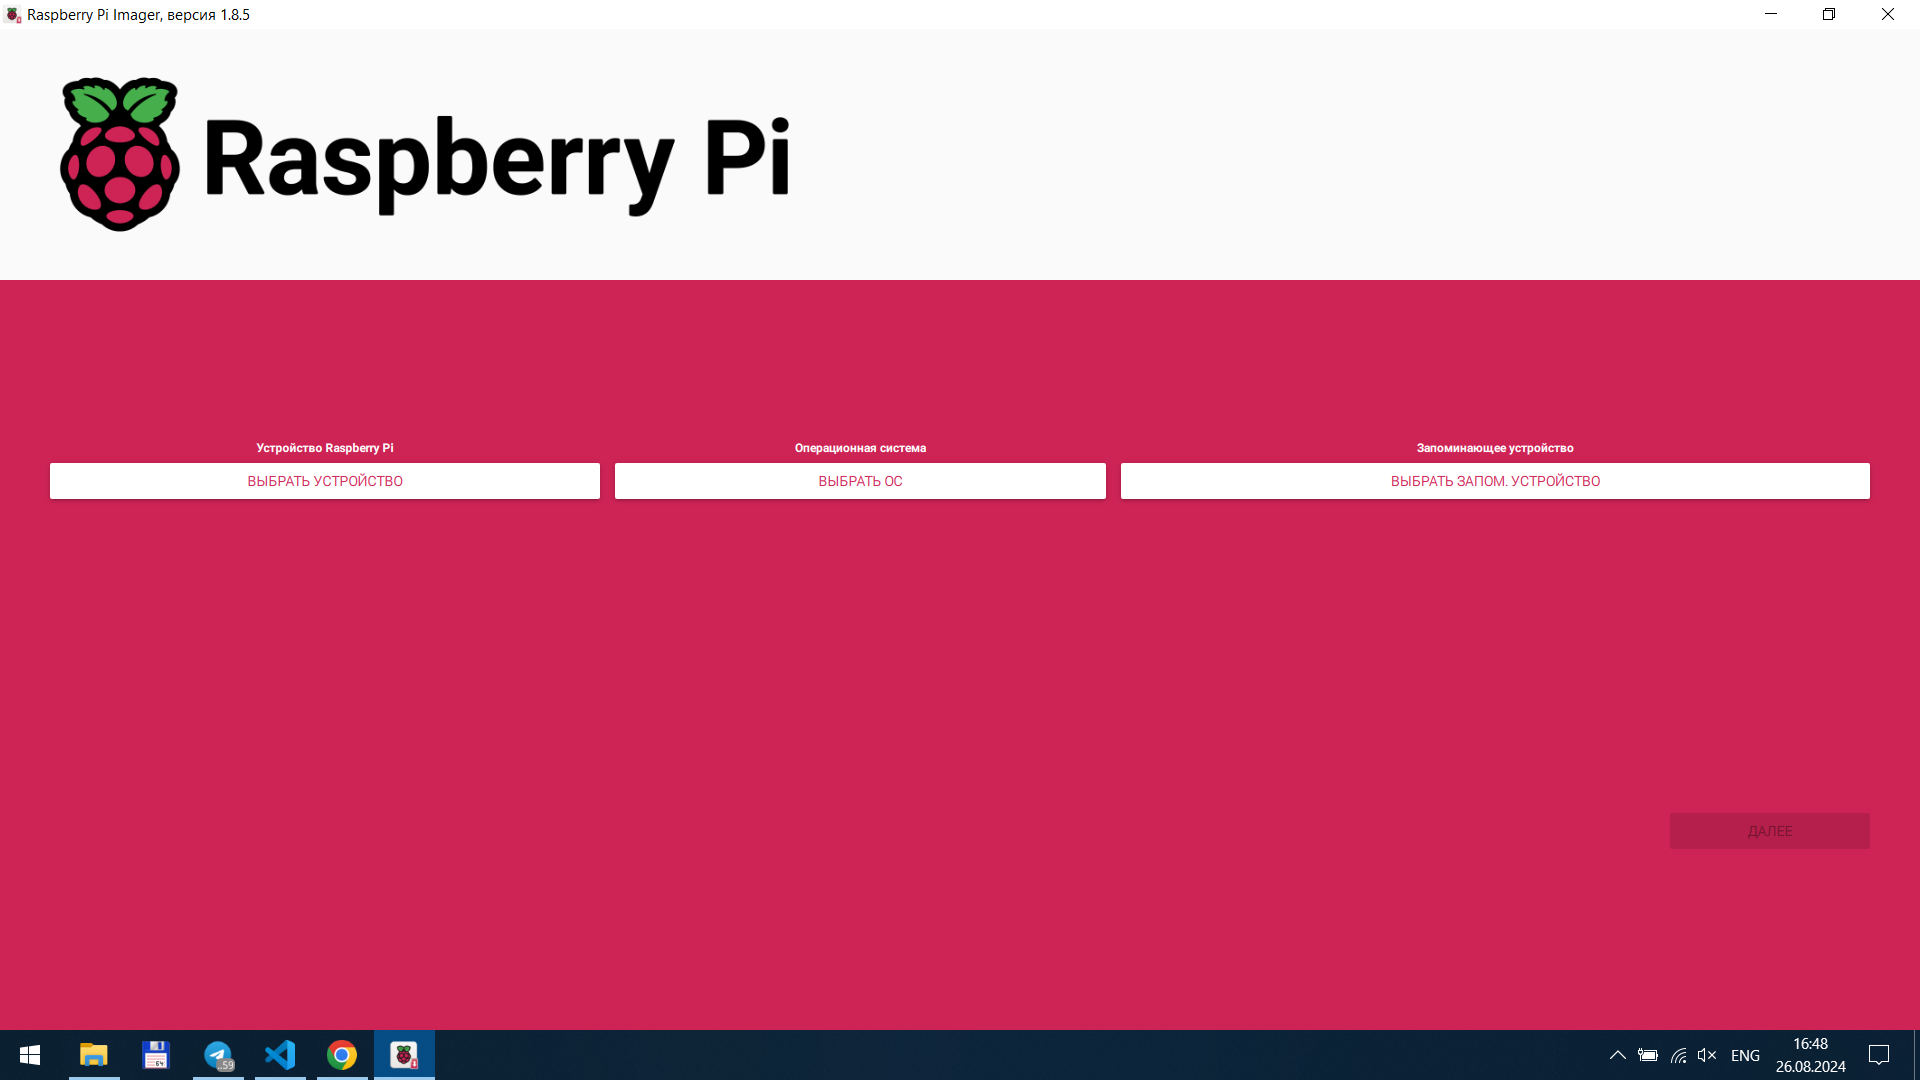 Raspberry Pi Imager, версия 1.8.5
Raspberry Pi
Устройство Raspberry Pi
ВЫБРАТЬ УСТРОЙСТВО
Операционная система
ВЫБРАТЬ ОС
Запоминающее устройство
ВЫБРАТЬ ЗАПОМ. УСТРОЙСТВО
ДАЛЕЕ
64
..59
ENG
16:48
26.08.2024